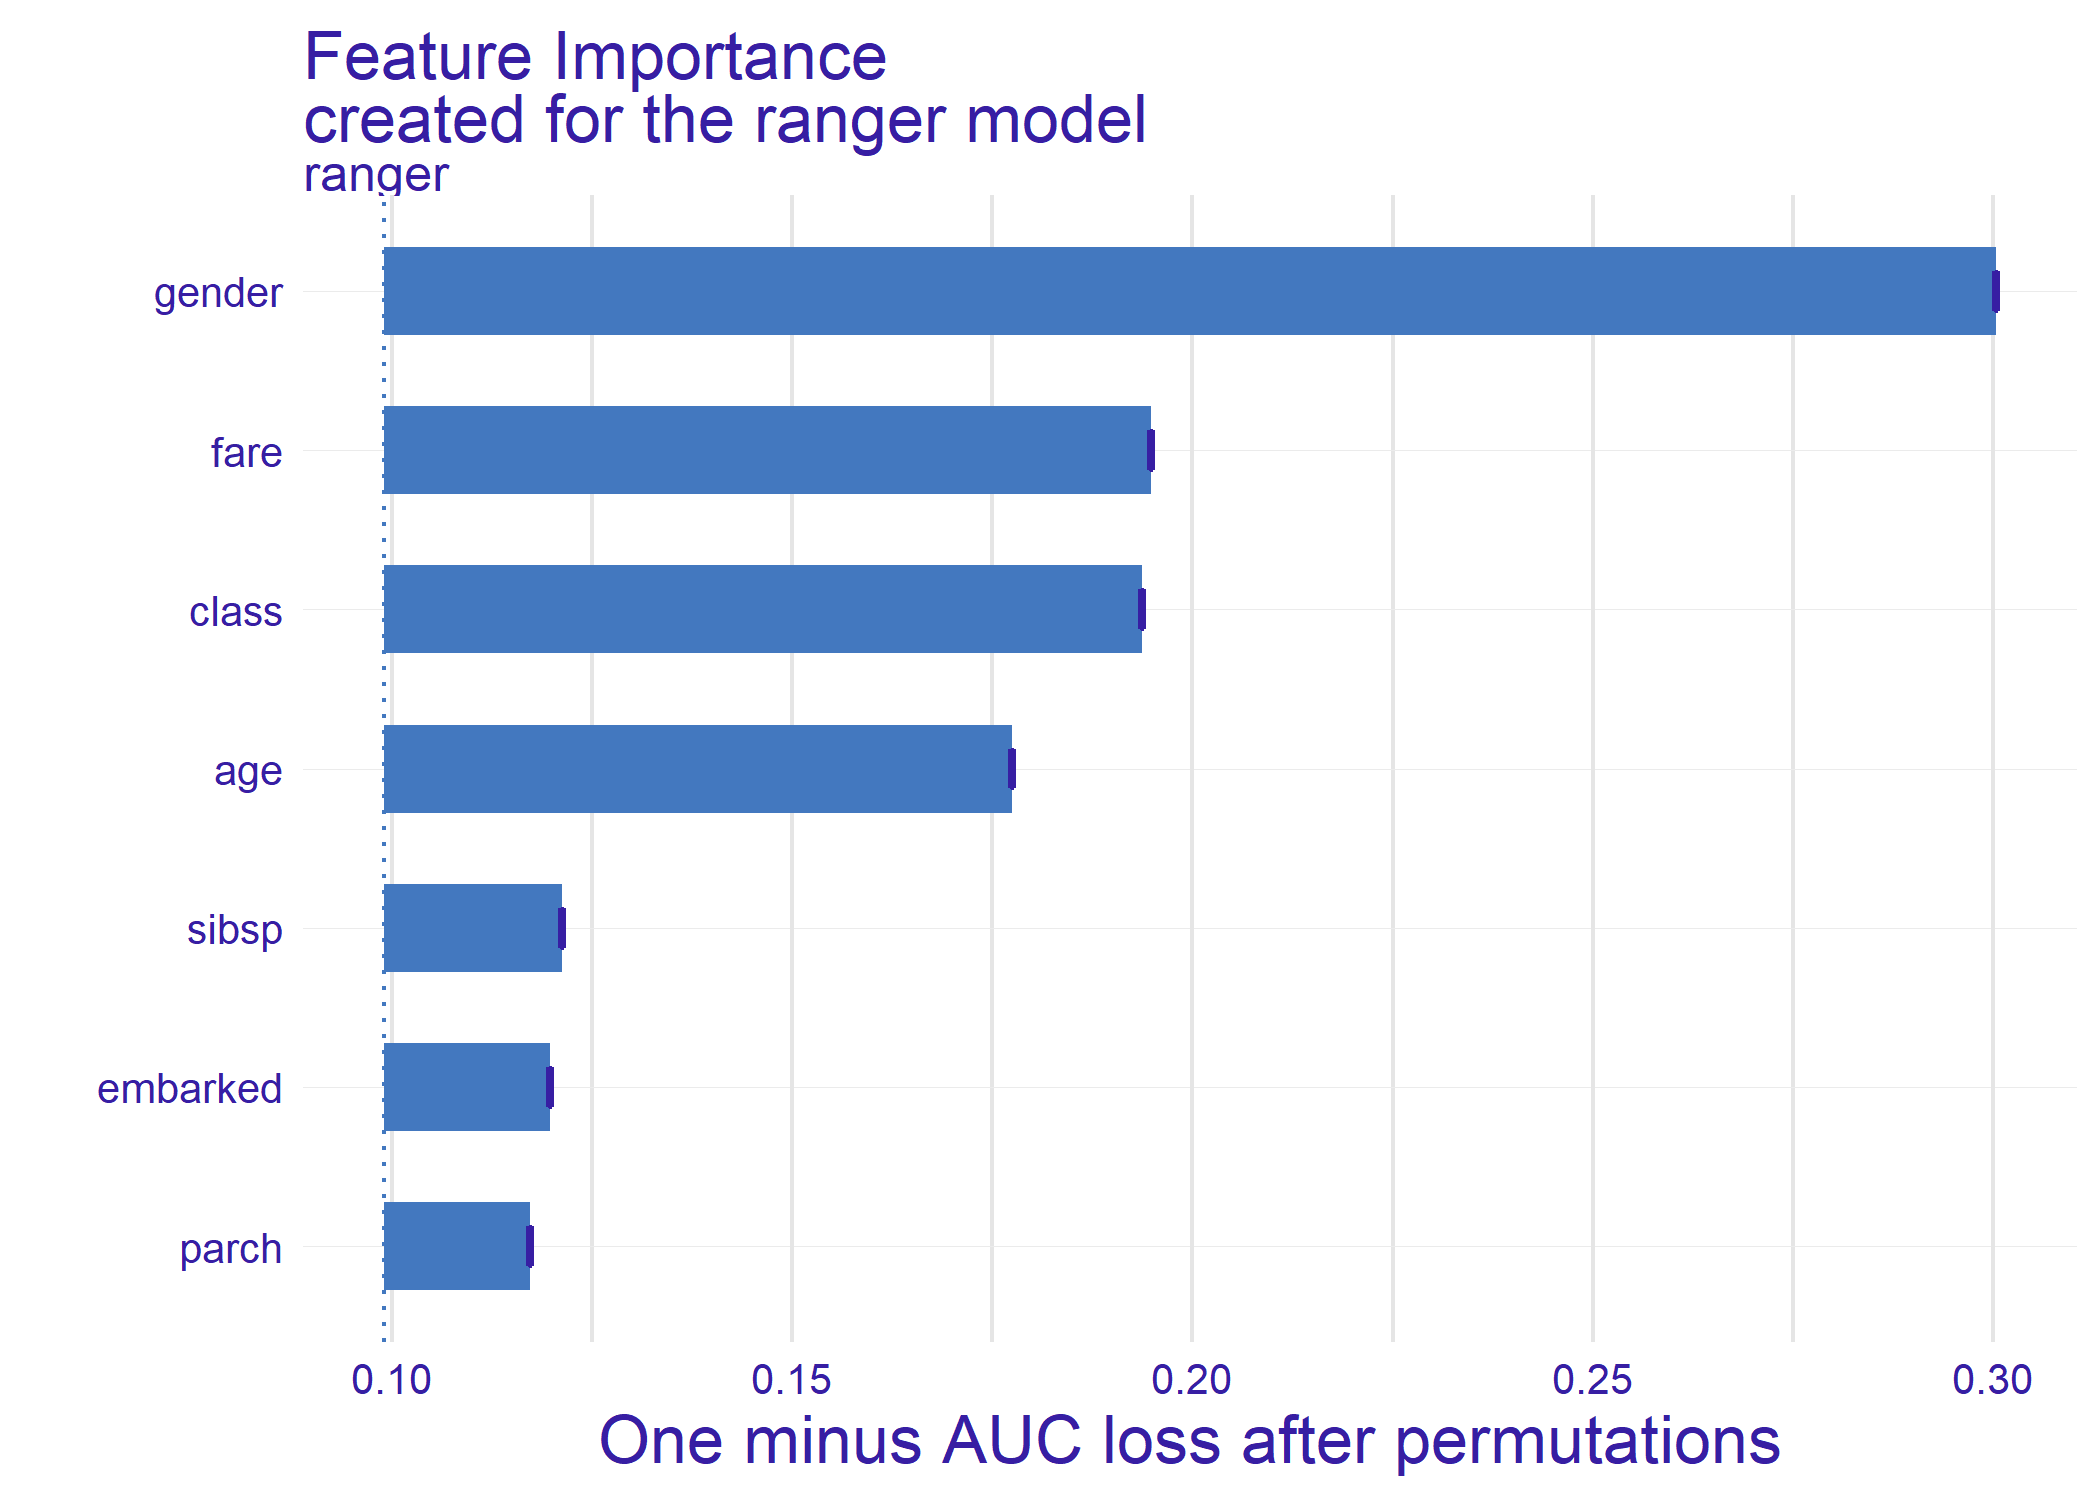 Feature Importance
created for the ranger model
ranger
gender
fare
class
age
sibsp
embarked
parch
0.10 0.15 0.20 0.25 0.30
One minus AUC loss after permutations